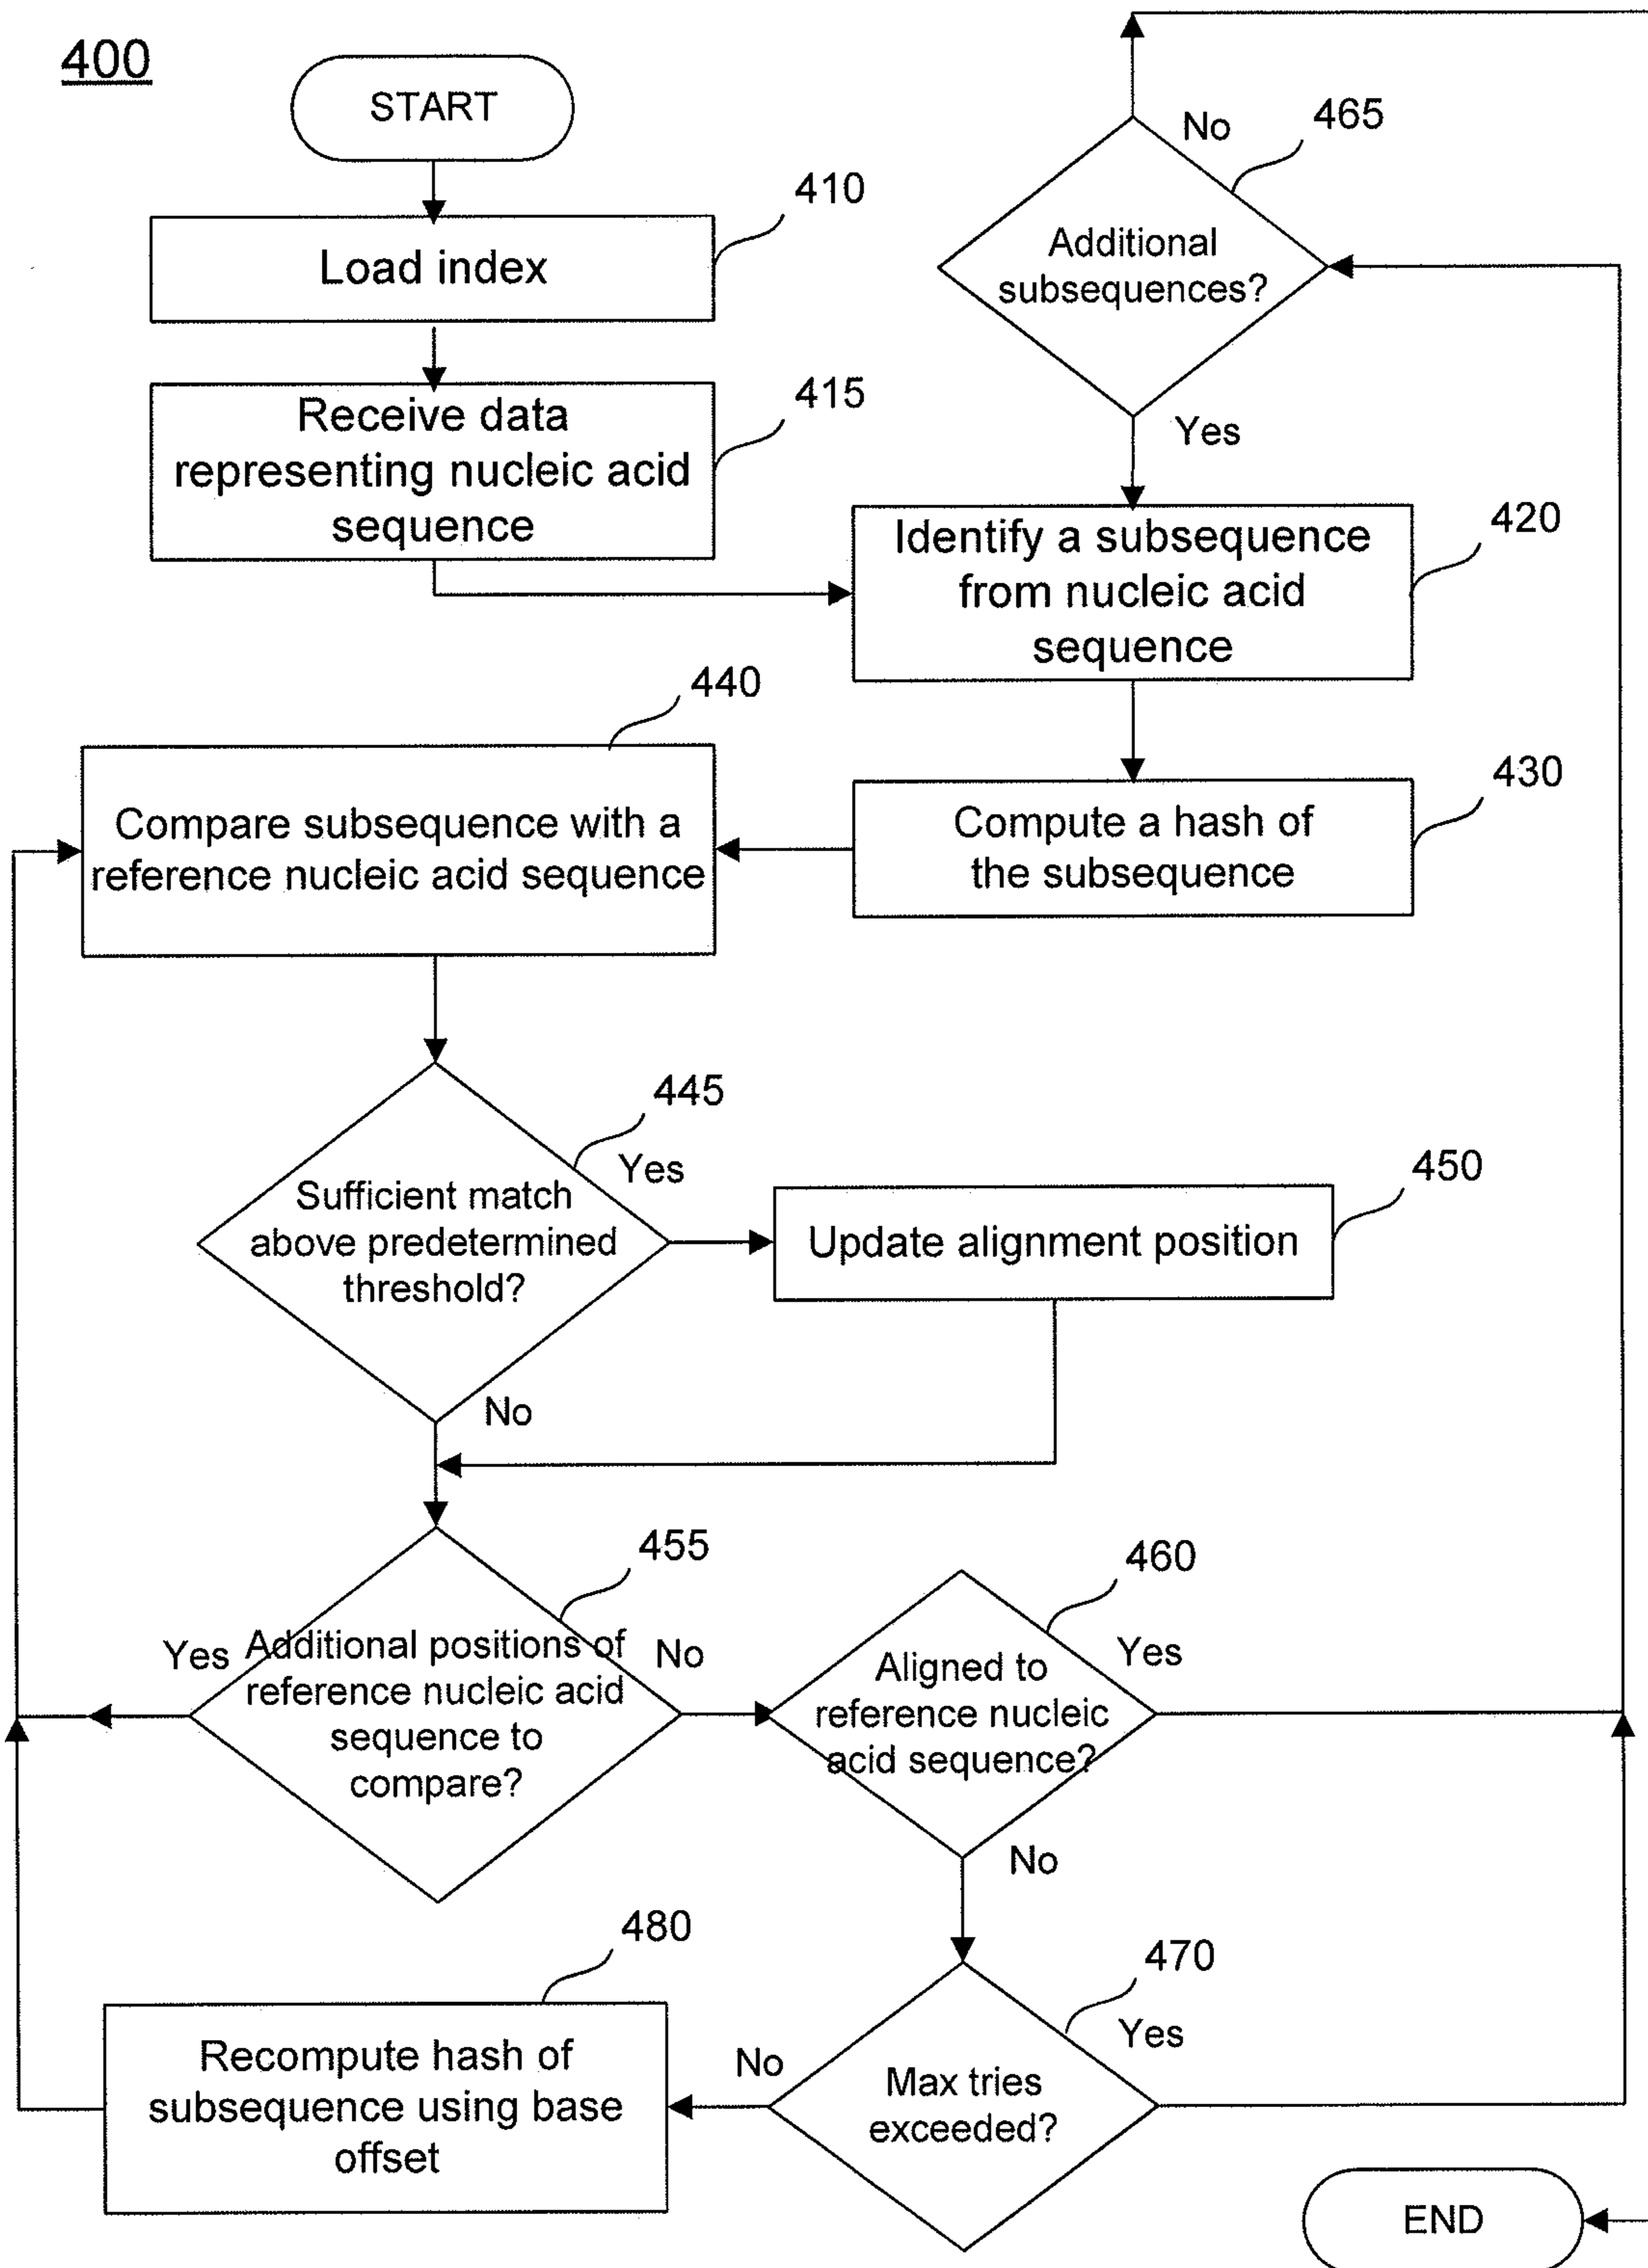 400
START
410
Load index
415
Receive data
representing nucleic acid
sequence
No
465
Additional
subsequences?
Yes
420
Identify a subsequence
from nucleic acid
sequence
430
Compute a hash of
the subsequence
440
Compare subsequence with a
reference nucleic acid sequence
445
Yes
Sufficient match
above predetermined
threshold?
No
450
Update alignment position
455
Yes
Additional positions of
reference nucleic acid
sequence to
compare?
No
460
Yes
Aligned to
reference nucleic
acid sequence?
No
470
Yes
Max tries
exceeded?
No
480
Recompute hash of
subsequence using base
offset
END